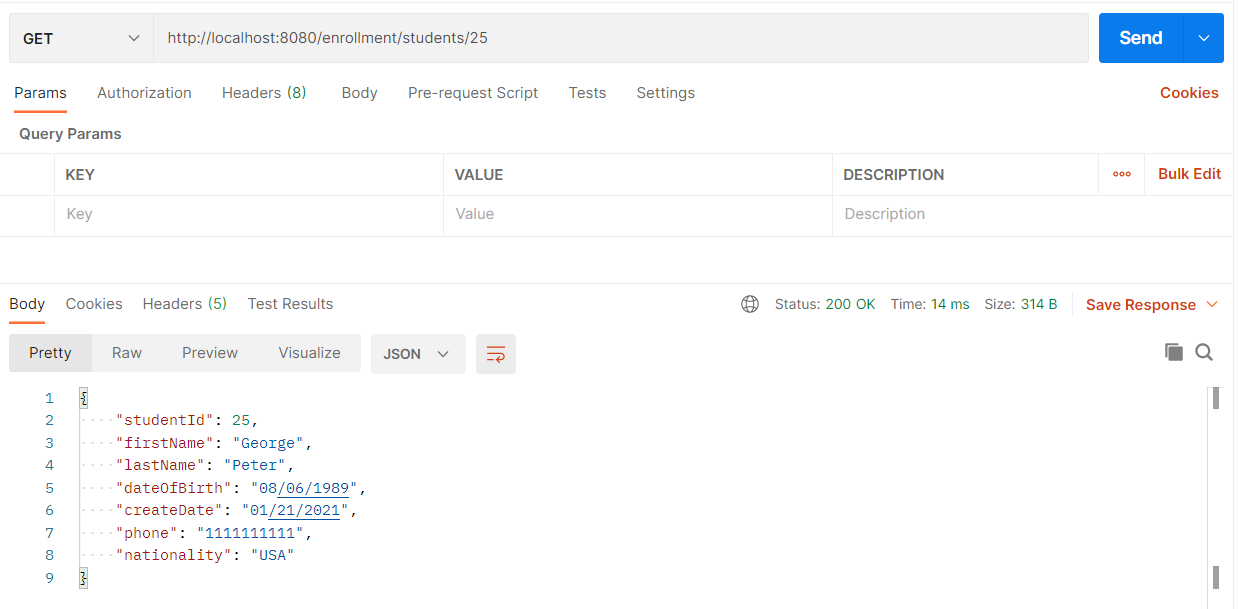 GET http://localhost:8080/enrollment/students/25 Send
Params Authorization Headers (8) Body Pre-request Script Tests Settings Cookies
Query Params
KEY VALUE DESCRIPTION ooo Bulk Edit
Key Value Description
Body Cookies Headers (5) Test Results Status: 200 OK Time: 14 ms Size: 314 B Save Response
Pretty Raw Preview Visualize JSON
1 {
2 ····"studentId": 25,
3 ····"firstName": "George",
4 ····"lastName": "Peter",
5 ····"dateOfBirth": "08/06/1989",
6 ····"createDate": "01/21/2021",
7 ····"phone": "1111111111",
8 ····"nationality": "USA"
9 }